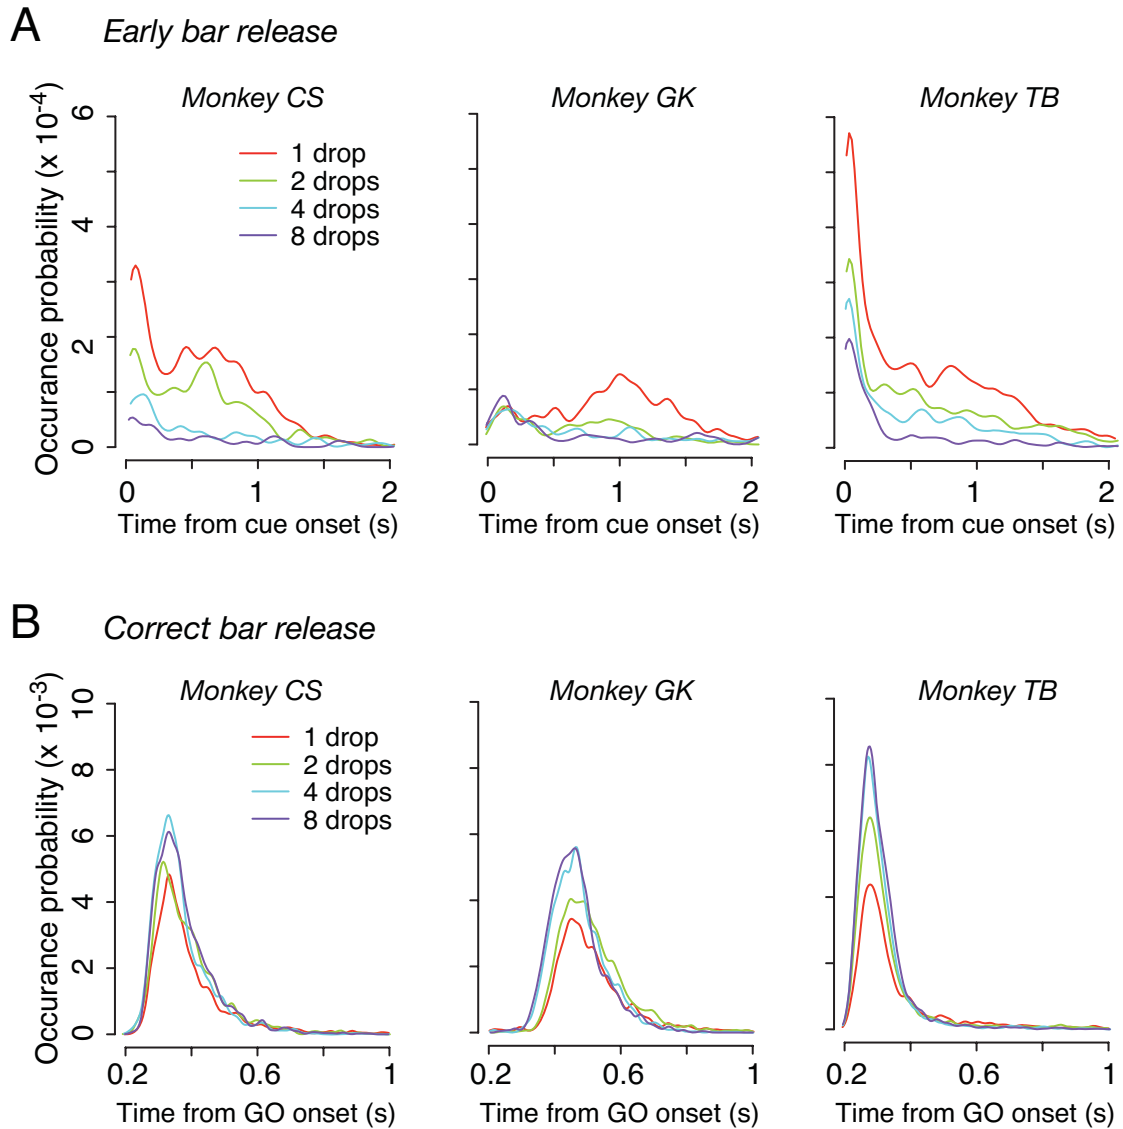 A Early bar release
Monkey CS Monkey GK Monkey TB
Occurance probability (x 10-4)
6
4
2
0
1 drop
2 drops
4 drops
8 drops
0 1 2 0 1 2 0 1 2
Time from cue onset (s) Time from cue onset (s) Time from cue onset (s)
B Correct bar release
Monkey CS Monkey GK Monkey TB
Occurance probability (x 10-3)
10
8
6
4
2
0
1 drop
2 drops
4 drops
8 drops
0.2 0.6 1 0.2 0.6 1 0.2 0.6 1
Time from GO onset (s) Time from GO onset (s) Time from GO onset (s)